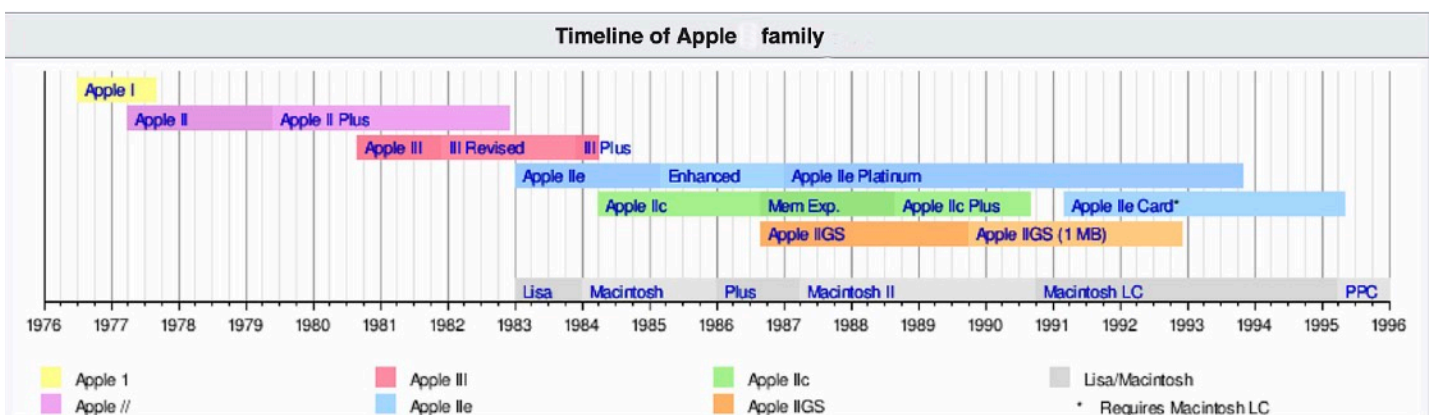 Timeline of Apple family
Apple I
Apple II Apple II Plus
Apple III III Revised III Plus
Apple IIe Enhanced Apple IIe Platinum
Apple IIc Mem Exp. Apple IIc Plus Apple IIe Card*
Apple IIGS Apple IIGS (1 MB)
Lisa Macintosh Plus Macintosh II Macintosh LC PPC
1976 1977 1978 1979 1980 1981 1982 1983 1984 1985 1986 1987 1988 1989 1990 1991 1992 1993 1994 1995 1996
Apple 1 Apple III Apple IIc Lisa/Macintosh
Apple // Apple IIe Apple IIGS * Requires Macintosh LC